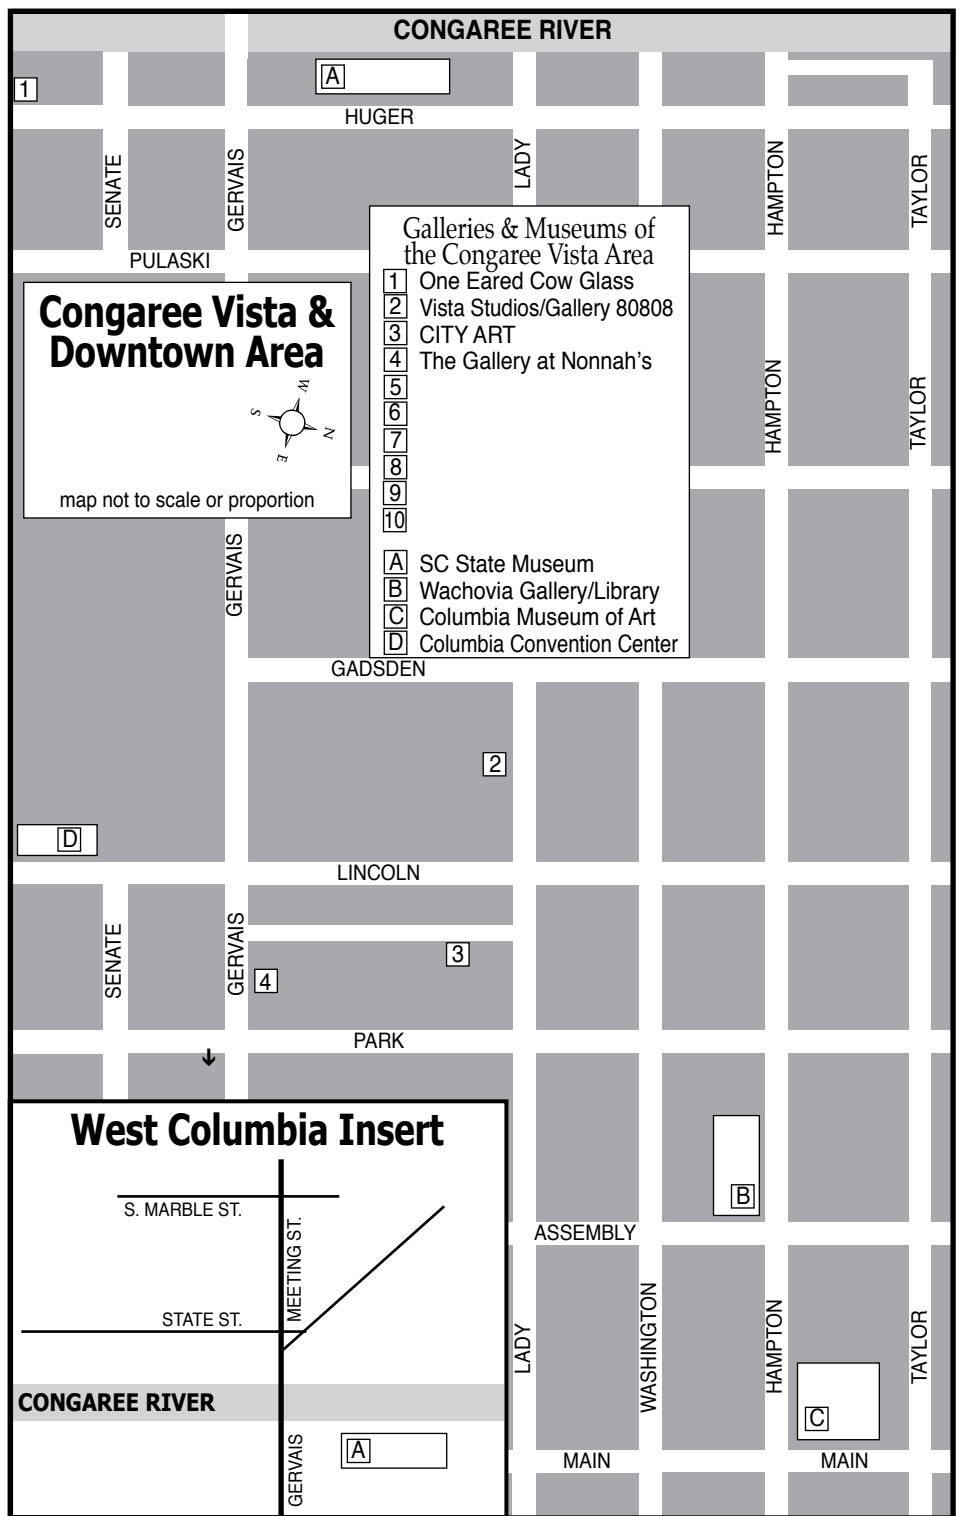 CONGAREE RIVER
1
A
HUGER
SENATE
GERVAIS
LADY
HAMPTON
TAYLOR
PULASKI
Galleries & Museums of
the Congaree Vista Area
1 One Eared Cow Glass
2 Vista Studios/Gallery 80808
3 CITY ART
4 The Gallery at Nonnah's
5
6
7
8
9
10
A SC State Museum
B Wachovia Gallery/Library
C Columbia Museum of Art
D Columbia Convention Center
Congaree Vista &
Downtown Area
W
S
N
E
map not to scale or proportion
HAMPTON
TAYLOR
GERVAIS
GADSDEN
2
D
LINCOLN
SENATE
GERVAIS
3
4
PARK
West Columbia Insert
S. MARBLE ST.
MEETING ST.
STATE ST.
CONGAREE RIVER
GERVAIS
A
B
ASSEMBLY
LADY
WASHINGTON
HAMPTON
TAYLOR
C
MAIN
MAIN